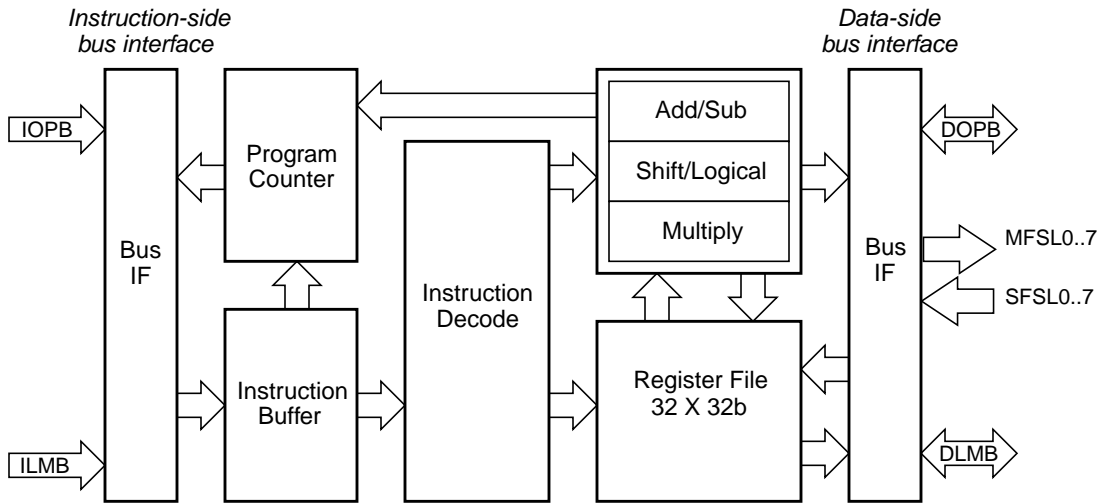 Instruction-side
bus interface
Data-side
bus interface
IOPB
Program
Counter
Add/Sub
Shift/Logical
Multiply
DOPB
Bus
IF
Instruction
Decode
Bus
IF
MFSL0..7
SFSL0..7
Instruction
Buffer
Register File
32 X 32b
ILMB
DLMB